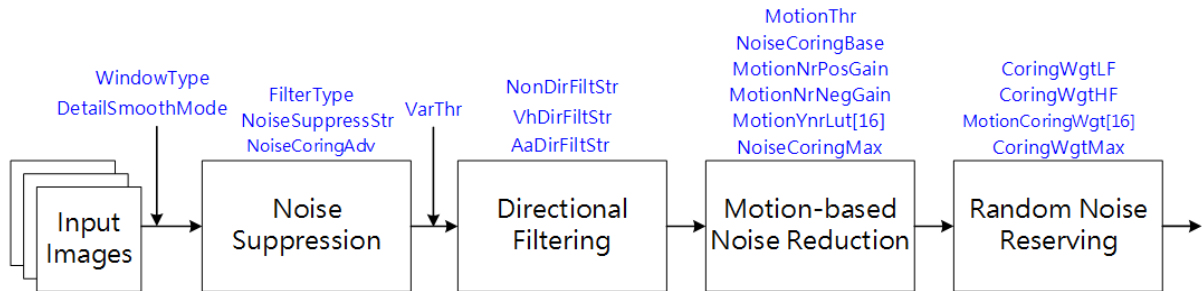 WindowType
DetailSmoothMode
FilterType
NoiseSuppressStr
NoiseCoringAdv
VarThr
NonDirFiltStr
VhDirFiltStr
AaDirFiltStr
MotionThr
NoiseCoringBase
MotionNrPosGain
MotionNrNegGain
MotionYnrLut[16]
NoiseCoringMax
CoringWgtLF
CoringWgtHF
MotionCoringWgt[16]
CoringWgtMax
Input
Images
Noise
Suppression
Directional
Filtering
Motion-based
Noise Reduction
Random Noise
Reserving